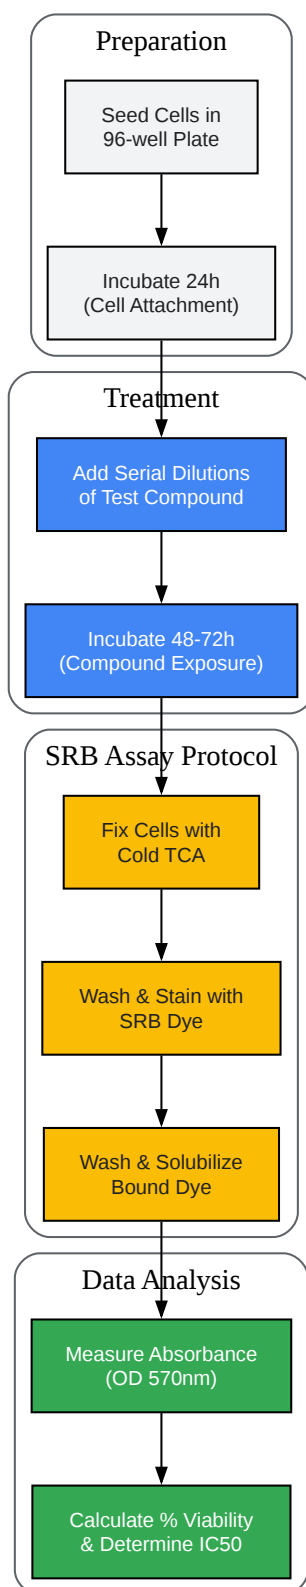 Preparation
Seed Cells in
96-well Plate
Incubate 24h
(Cell Attachment)
Treatment
Add Serial Dilutions
of Test Compound
Incubate 48-72h
(Compound Exposure)
SRB Assay Protocol
Fix Cells with
Cold TCA
Wash & Stain with
SRB Dye
Wash & Solubilize
Bound Dye
Data Analysis
Measure Absorbance
(OD 570nm)
Calculate % Viability
& Determine IC50